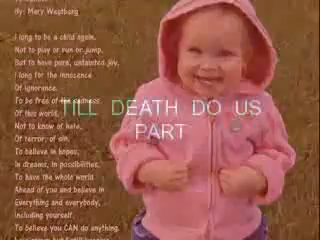 By: Mary Westberg
I long to be a child again,
Not to play or run or jump,
But to have pure, untainted joy,
I long for the innocence
Of ignorance.
To be free of the sadness
Of this world,
Not to know of hate,
Of terror, of sin,
To believe in hopes,
In dreams, in possibilities,
To have the whole world
Ahead of you and believe in
Everything and everybody,
Including yourself.
To believe you CAN do anything.
TILL DEATH DO US
PART